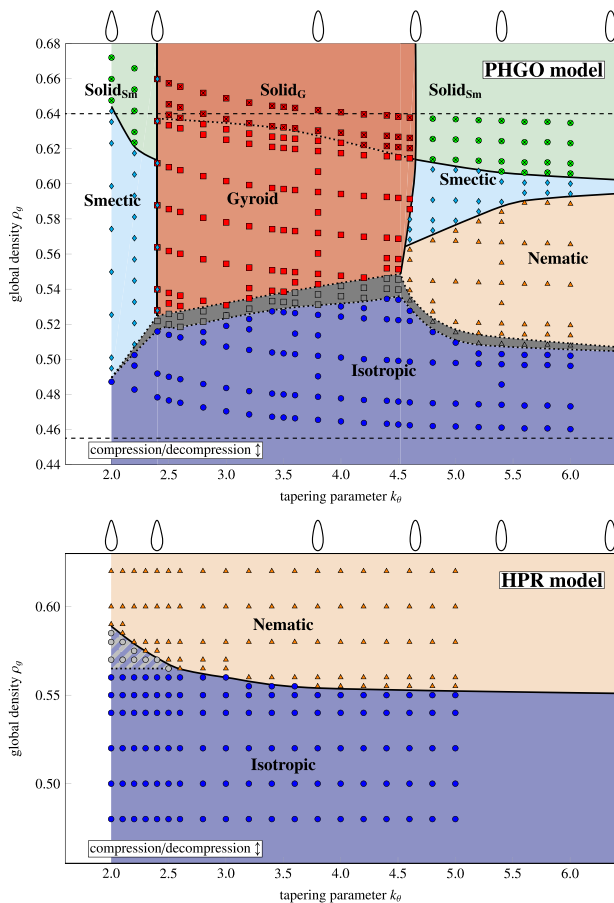 0.68
0.66
0.64
0.62
0.60
0.58
0.56
0.54
0.52
0.50
0.48
0.46
0.44
global density ρg
PHGO model
SolidSm
SolidG
SolidSm
Smectic
Gyroid
Smectic
Nematic
Isotropic
compression/decompression ↕
2.0 2.5 3.0 3.5 4.0 4.5 5.0 5.5 6.0
tapering parameter kθ
HPR model
0.60
0.55
0.50
global density ρg
Nematic
Isotropic
compression/decompression ↕
2.0 2.5 3.0 3.5 4.0 4.5 5.0 5.5 6.0
tapering parameter kθ